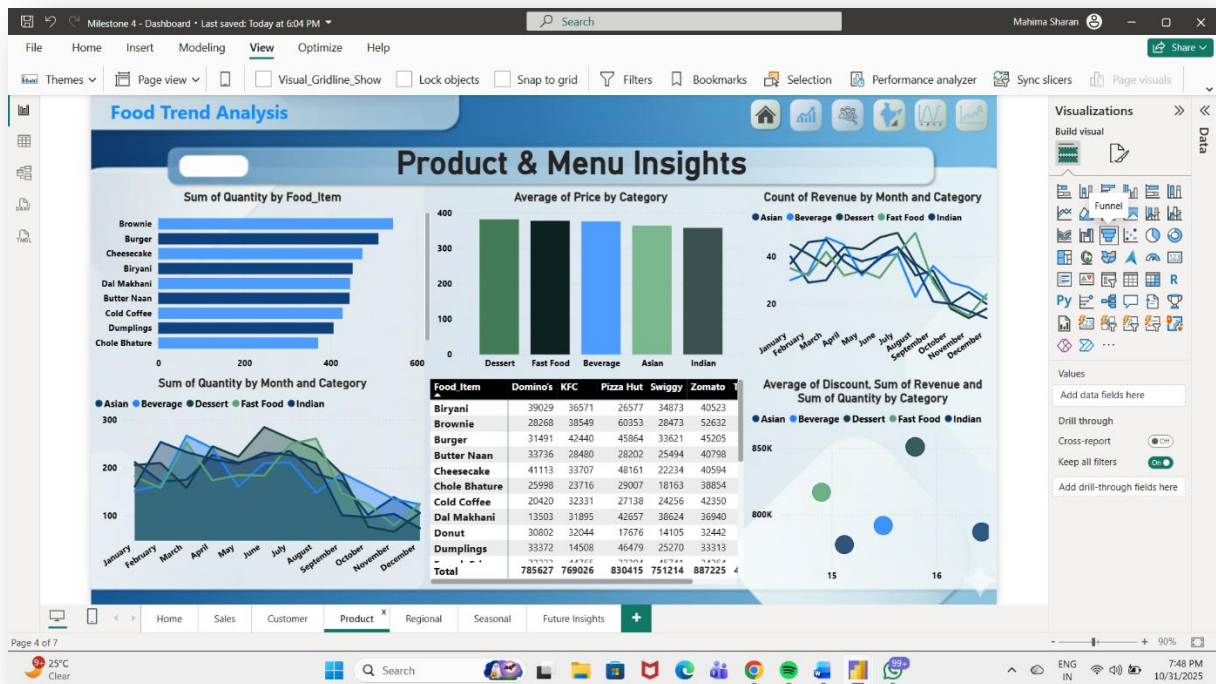 Milestone 4 - Dashboard • Last saved: Today at 6:04 PM
Search
Mahima Sharan
File Home Insert Modeling View Optimize Help
Share
Themes Page view Visual_Gridline_Show Lock objects Snap to grid Filters Bookmarks Selection Performance analyzer Sync slicers Page visuals
Food Trend Analysis
Product & Menu Insights
Sum of Quantity by Food_Item
Brownie
Burger
Cheesecake
Biryani
Dal Makhani
Butter Naan
Cold Coffee
Dumplings
Chole Bhature
0 200 400 600
Average of Price by Category
400
300
200
100
0
Dessert Fast Food Beverage Asian Indian
Count of Revenue by Month and Category
Asian Beverage Dessert Fast Food Indian
40
20
January February March April May June July August September October November December
Sum of Quantity by Month and Category
Asian Beverage Dessert Fast Food Indian
300
200
100
January February March April May June July August September October November December
Food_Item Domino's KFC Pizza Hut Swiggy Zomato T
Biryani 39029 36571 26577 34873 40523
Brownie 28268 38549 60353 28473 52632
Burger 31491 42440 45864 33621 45205
Butter Naan 33736 28480 28202 25494 40798
Cheesecake 41113 33707 48161 22234 40594
Chole Bhature 25998 23716 29007 18163 38854
Cold Coffee 20420 32331 27138 24256 42350
Dal Makhani 13503 31895 42657 38624 36940
Donut 30802 32044 17676 14105 32442
Dumplings 33372 14508 46479 25270 33313
Total 785627 769026 830415 751214 887225 4
Average of Discount, Sum of Revenue and
Sum of Quantity by Category
Asian Beverage Dessert Fast Food Indian
850K
800K
15 16
Visualizations
Data
Build visual
Funnel
R
Py
Values
Add data fields here
Drill through
Cross-report Off
Keep all filters On
Add drill-through fields here
Home Sales Customer Product x Regional Seasonal Future Insights +
Page 4 of 7
- + 90%
9+ 25°C
Clear
Search
99+
ENG
IN
7:48 PM
10/31/2025